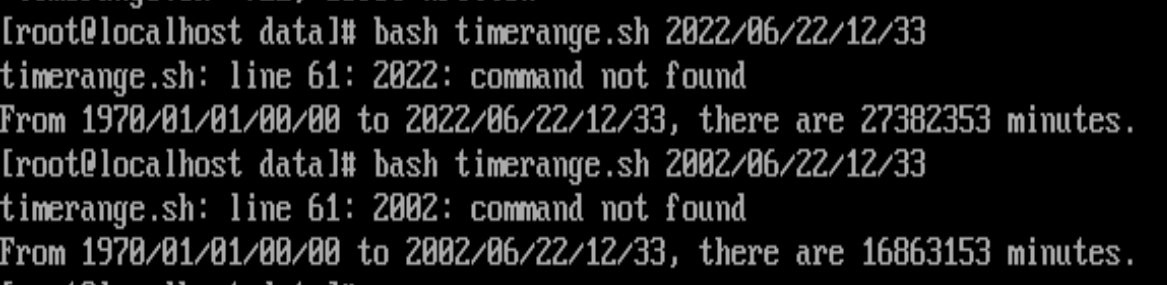 [root@localhost data]# bash timerange.sh 2022/06/22/12/33
timerange.sh: line 61: 2022: command not found
From 1970/01/01/00/00 to 2022/06/22/12/33, there are 27382353 minutes.
[root@localhost data]# bash timerange.sh 2002/06/22/12/33
timerange.sh: line 61: 2002: command not found
From 1970/01/01/00/00 to 2002/06/22/12/33, there are 16863153 minutes.